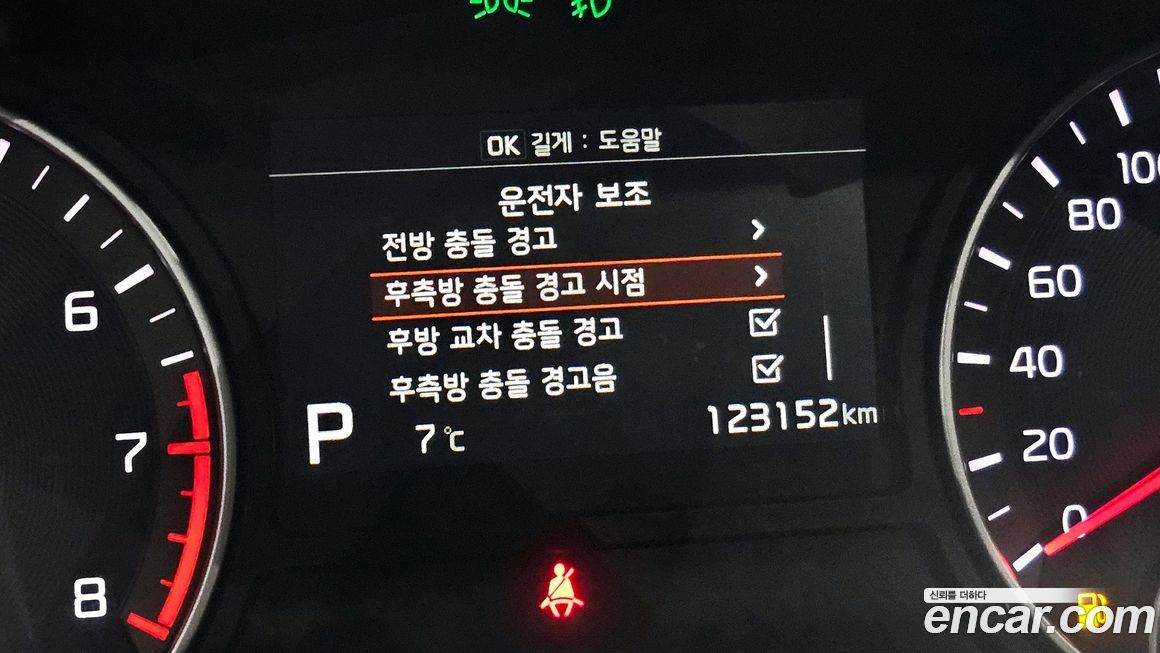 OK 길게 : 도움말
운전자 보조
전방 충돌 경고
후측방 충돌 경고 시점
후방 교차 충돌 경고
후측방 충돌 경고음
P 7℃ 123152km
6
7
8
100
80
60
40
20
0
신뢰를 더하다
encar.com